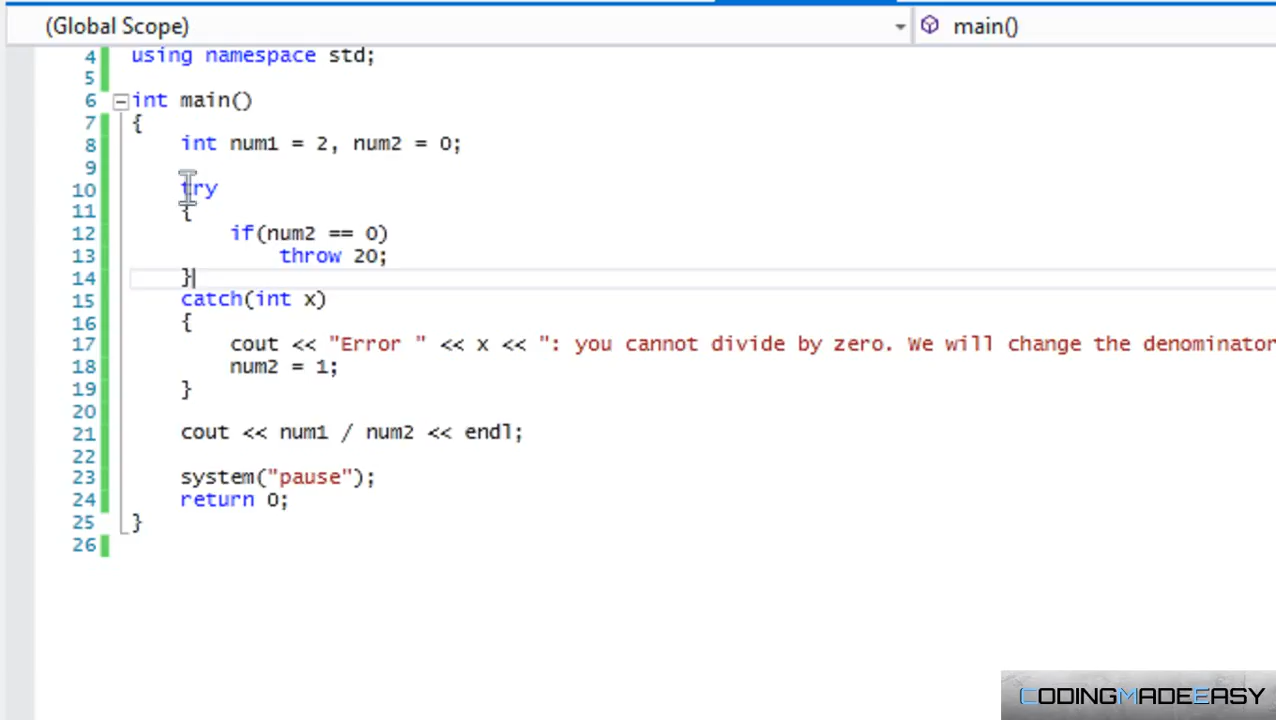 (Global Scope) main()
4 using namespace std;
5
6 int main()
7 {
8 int num1 = 2, num2 = 0;
9
10 try
11 {
12 if(num2 == 0)
13 throw 20;
14 }
15 catch(int x)
16 {
17 cout << "Error " << x << ": you cannot divide by zero. We will change the denominator
18 num2 = 1;
19 }
20
21 cout << num1 / num2 << endl;
22
23 system("pause");
24 return 0;
25 }
26
CODINGMADEEASY